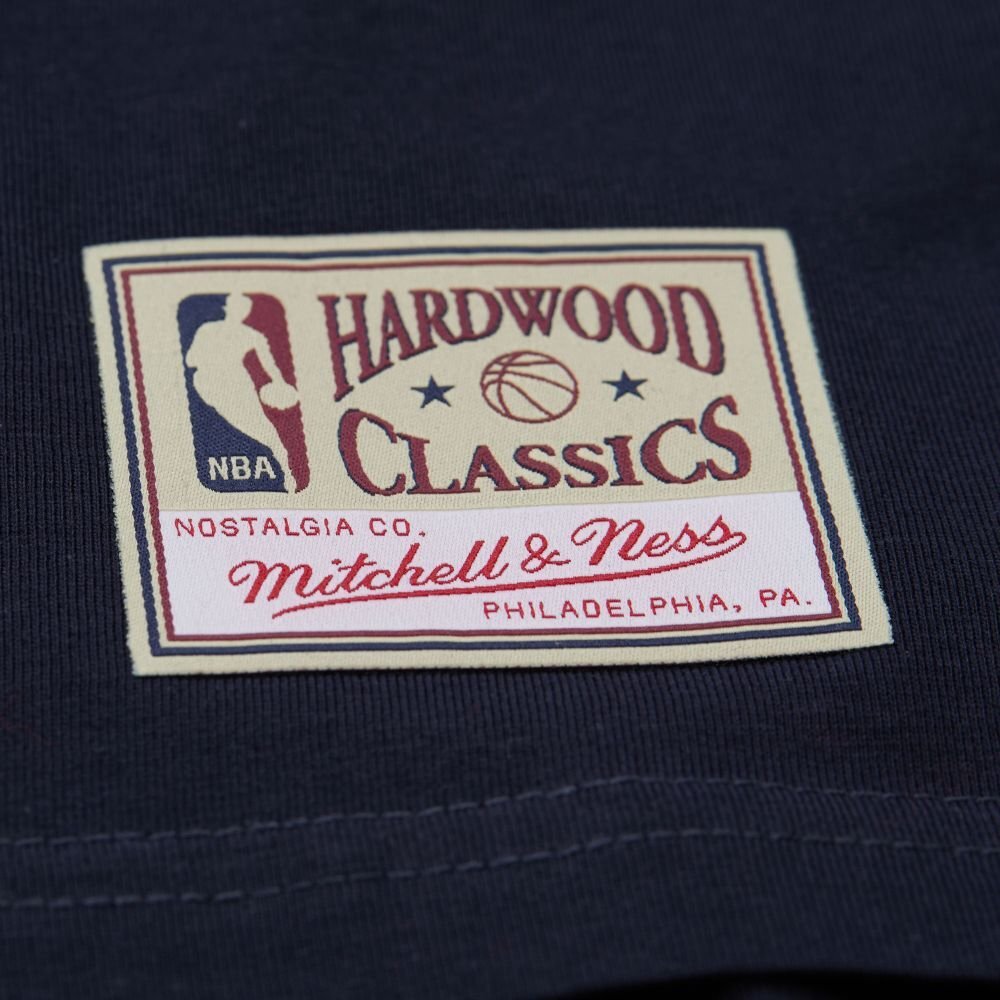 NBA
HARDWOOD
CLASSICS
NOSTALGIA CO.
Mitchell & Ness
PHILADELPHIA, PA.